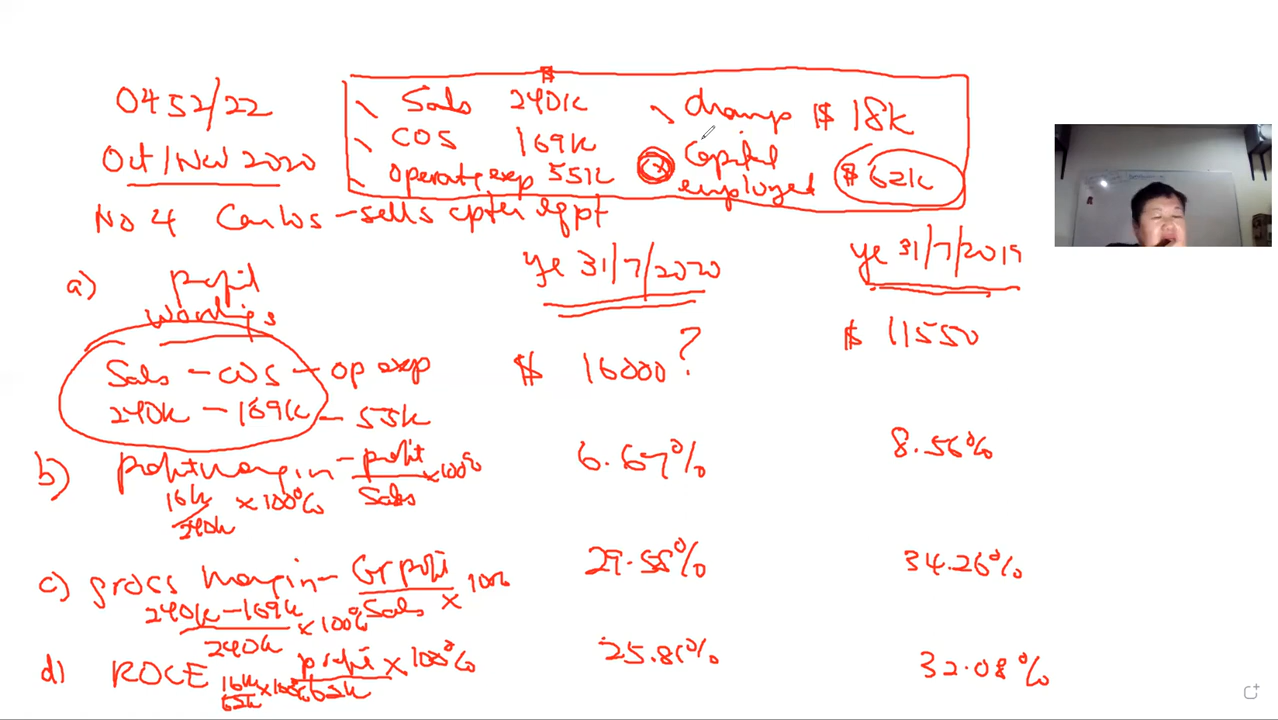 0452/22
Oct/Nov 2020
No 4 Carlos - sells cpter eqpt
$
Sales 240K
COS 169K
Operate exp 55K
$ 18K
Capital employed $ 62K
ye 31/7/2020
ye 31/7/2019
a) profit workings
$ 11550
Sales - COS - op exp
$ 16000 ?
240K - 169K - 55K
b) profit margin - profit / Sales x 100%
6.67%
8.56%
16K / 240K x 100%
c) gross margin - Gr profit / Sales x 100%
29.58%
34.26%
240K - 169K / 240K x 100%
d) ROCE profit x 100%
25.81%
32.08%
16K / 62K x 100%
62K